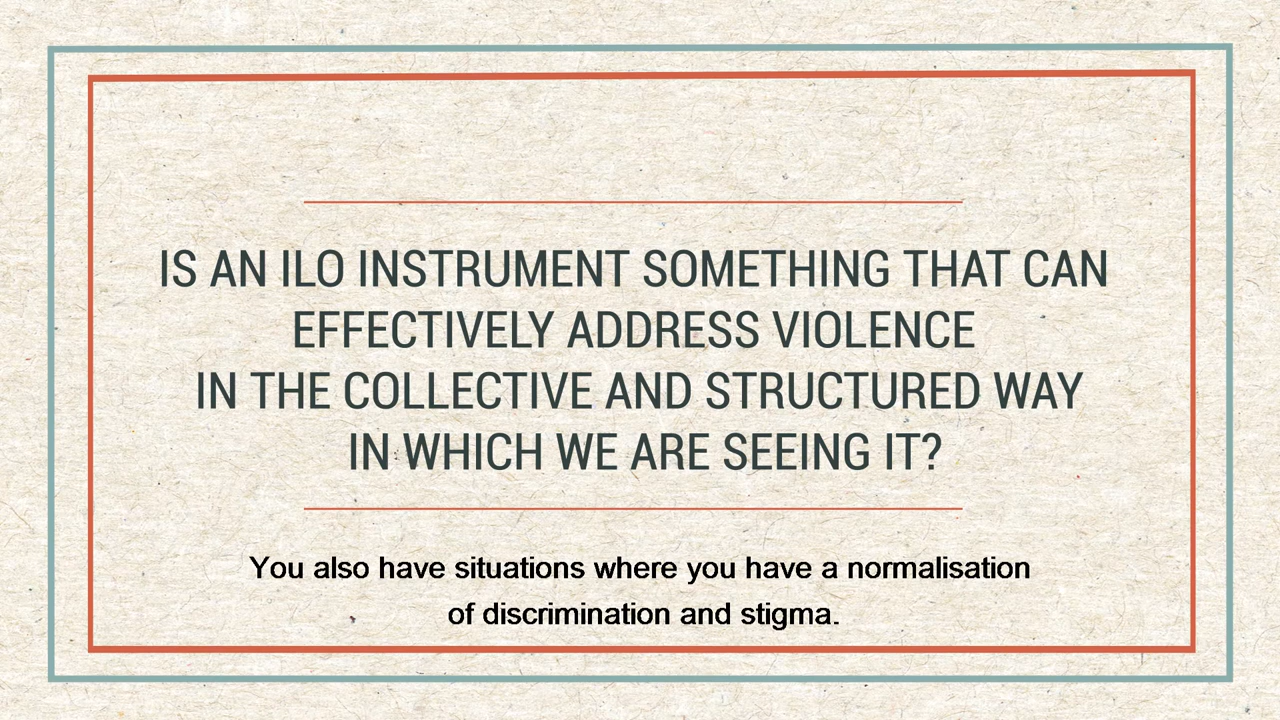 IS AN ILO INSTRUMENT SOMETHING THAT CAN
EFFECTIVELY ADDRESS VIOLENCE
IN THE COLLECTIVE AND STRUCTURED WAY
IN WHICH WE ARE SEEING IT?
You also have situations where you have a normalisation
of discrimination and stigma.